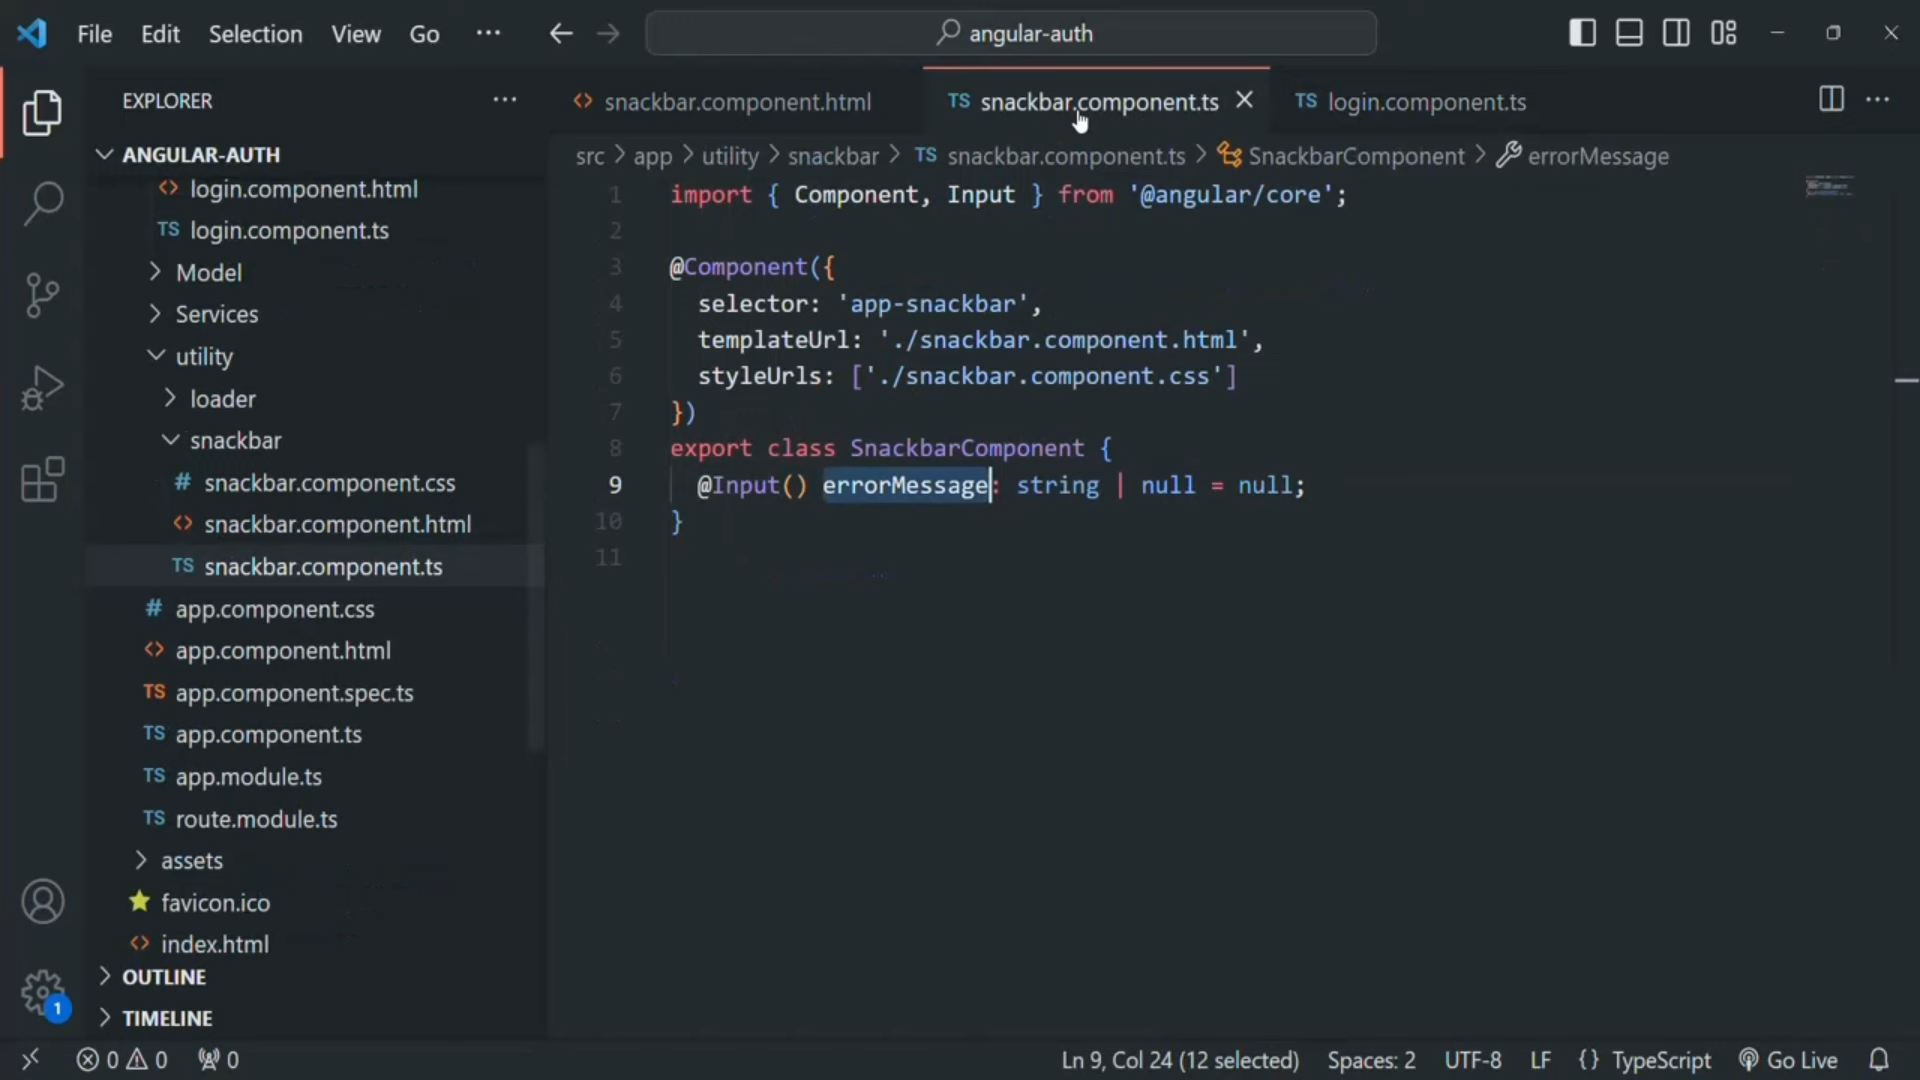 File Edit Selection View Go ··· angular-auth
EXPLORER ···
ANGULAR-AUTH
<> login.component.html
TS login.component.ts
Model
Services
utility
loader
snackbar
# snackbar.component.css
<> snackbar.component.html
TS snackbar.component.ts
# app.component.css
<> app.component.html
TS app.component.spec.ts
TS app.component.ts
TS app.module.ts
TS route.module.ts
assets
favicon.ico
<> index.html
OUTLINE
TIMELINE
1
<> snackbar.component.html TS snackbar.component.ts TS login.component.ts ···
src > app > utility > snackbar > TS snackbar.component.ts > SnackbarComponent > errorMessage
1 import { Component, Input } from '@angular/core';
2
3 @Component({
4 selector: 'app-snackbar',
5 templateUrl: './snackbar.component.html',
6 styleUrls: ['./snackbar.component.css']
7 })
8 export class SnackbarComponent {
9 @Input() errorMessage: string | null = null;
10 }
11
0 0 0 Ln 9, Col 24 (12 selected) Spaces: 2 UTF-8 LF {} TypeScript Go Live